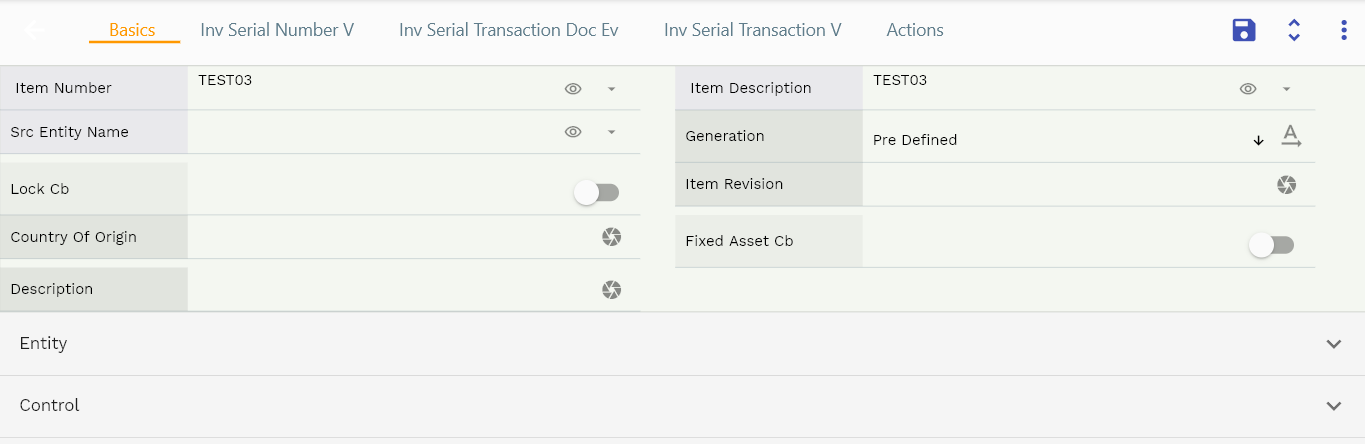 Basics Inv Serial Number V Inv Serial Transaction Doc Ev Inv Serial Transaction V Actions
Item Number TEST03 Item Description TEST03
Src Entity Name Generation Pre Defined
Lock Cb Item Revision
Country Of Origin Fixed Asset Cb
Description
Entity
Control